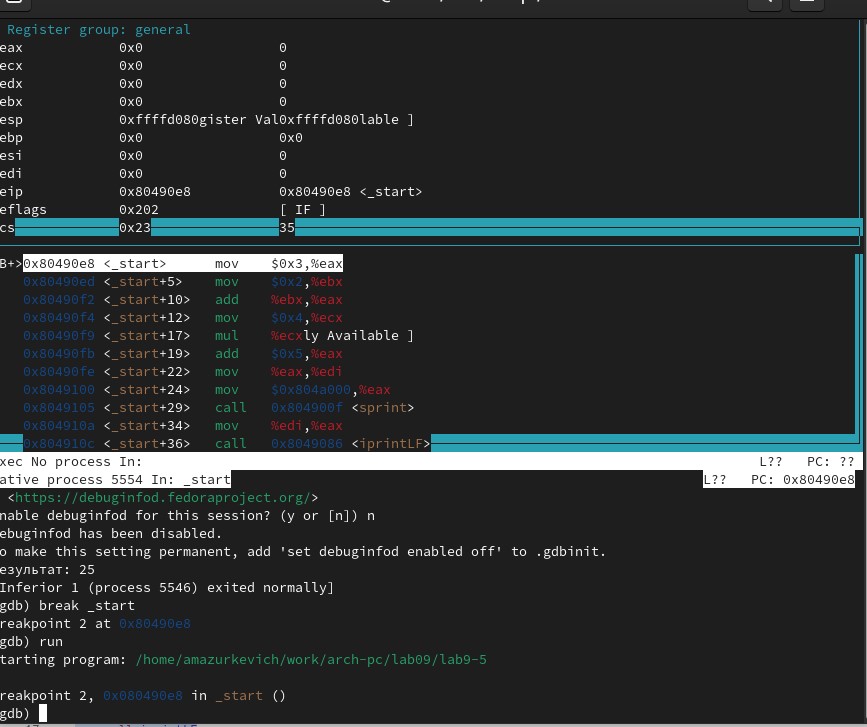 Register group: general
eax 0x0 0
ecx 0x0 0
edx 0x0 0
ebx 0x0 0
esp 0xffffd080gister Val0xffffd080lable ]
ebp 0x0 0x0
esi 0x0 0
edi 0x0 0
eip 0x80490e8 0x80490e8 <_start>
eflags 0x202 [ IF ]
cs 0x23 35
B+>0x80490e8 <_start> mov $0x3,%eax
0x80490ed <_start+5> mov $0x2,%ebx
0x80490f2 <_start+10> add %ebx,%eax
0x80490f4 <_start+12> mov $0x4,%ecx
0x80490f9 <_start+17> mul %ecxly Available ]
0x80490fb <_start+19> add $0x5,%eax
0x80490fe <_start+22> mov %eax,%edi
0x8049100 <_start+24> mov $0x804a000,%eax
0x8049105 <_start+29> call 0x804900f <sprint>
0x804910a <_start+34> mov %edi,%eax
0x804910c <_start+36> call 0x8049086 <iprintLF>
xec No process In: L?? PC: ??
ative process 5554 In: _start L?? PC: 0x80490e8
<https://debuginfod.fedoraproject.org/>
nable debuginfod for this session? (y or [n]) n
ebuginfod has been disabled.
o make this setting permanent, add 'set debuginfod enabled off' to .gdbinit.
езультат: 25
Inferior 1 (process 5546) exited normally]
gdb) break _start
reakpoint 2 at 0x80490e8
gdb) run
tarting program: /home/amazurkevich/work/arch-pc/lab09/lab9-5
reakpoint 2, 0x080490e8 in _start ()
gdb)